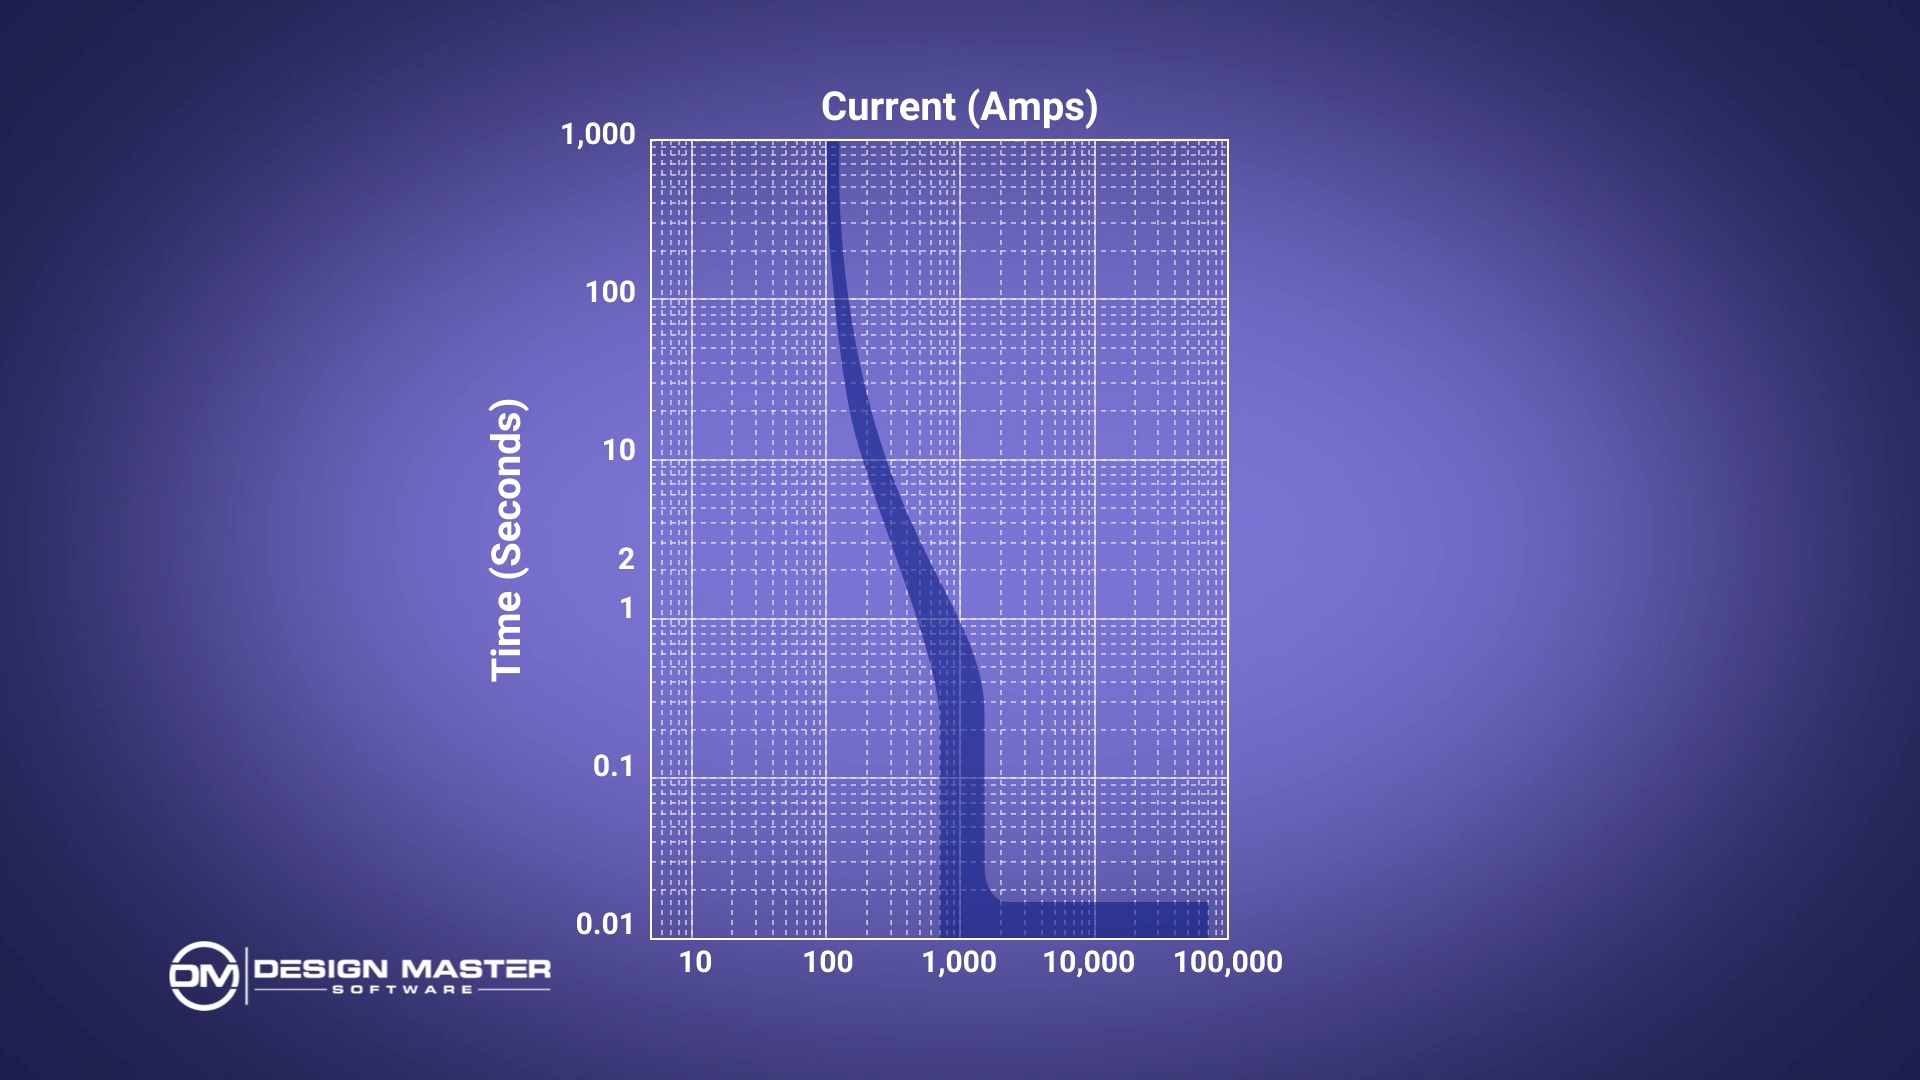 Current (Amps)
1,000
100
10
2
1
0.1
0.01
Time (Seconds)
10 100 1,000 10,000 100,000
DM DESIGN MASTER
SOFTWARE